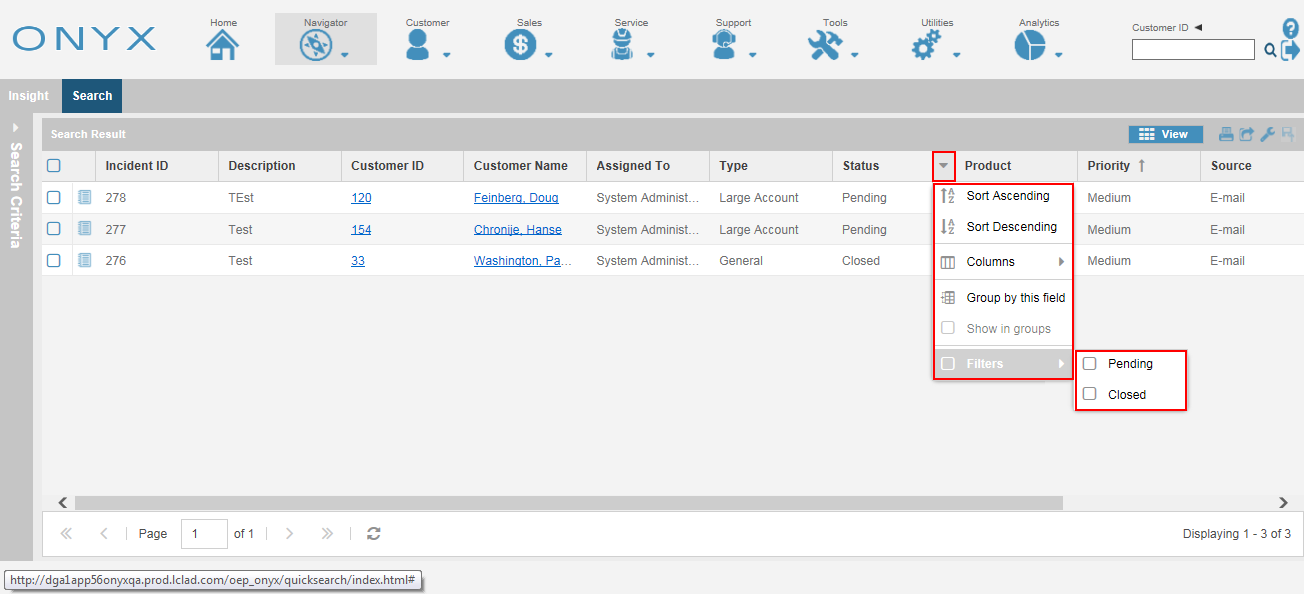 ONYX
Home Navigator Customer Sales Service Support Tools Utilities Analytics
Customer ID
Insight Search
Search Criteria
Search Result View
Incident ID Description Customer ID Customer Name Assigned To Type Status Product Priority Source
278 TEst 120 Feinberg, Doug System Administ... Large Account Pending Medium E-mail
277 Test 154 Chronije, Hanse System Administ... Large Account Pending Medium E-mail
276 Test 33 Washington, Pa... System Administ... General Closed Medium E-mail
Sort Ascending
Sort Descending
Columns
Group by this field
Show in groups
Filters
Pending
Closed
Page 1 of 1 Displaying 1 - 3 of 3
http://dga1app56onyxqa.prod.lclad.com/oep_onyx/quicksearch/index.html#